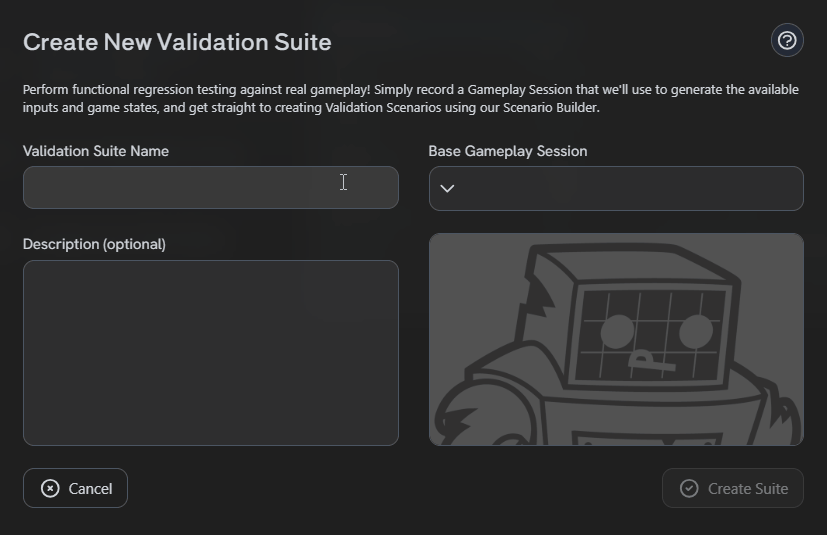 Create New Validation Suite
Perform functional regression testing against real gameplay! Simply record a Gameplay Session that we'll use to generate the available
inputs and game states, and get straight to creating Validation Scenarios using our Scenario Builder.
Validation Suite Name
Base Gameplay Session
Description (optional)
Cancel
Create Suite